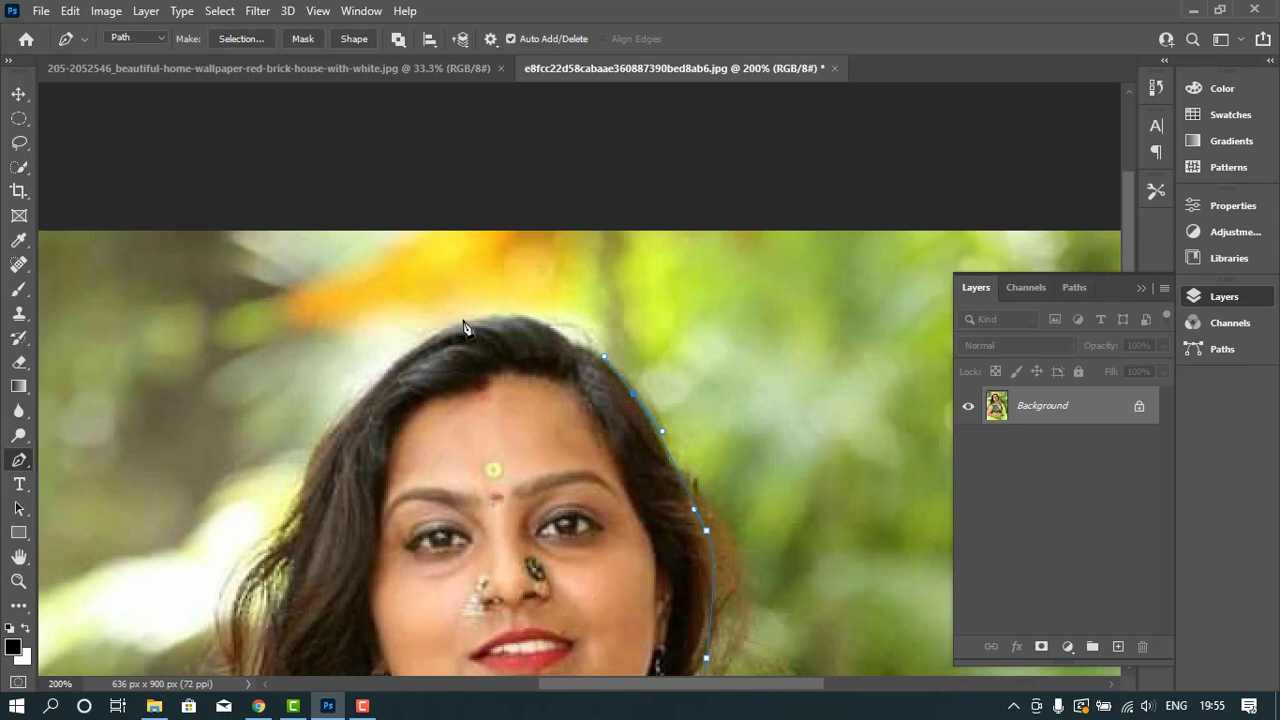 Ps File Edit Image Layer Type Select Filter 3D View Window Help
Path Make: Selection... Mask Shape Auto Add/Delete Align Edges
205-2052546_beautiful-home-wallpaper-red-brick-house-with-white.jpg @ 33.3% (RGB/8#) × e8fcc22d58cabaae360887390bed8ab6.jpg @ 200% (RGB/8#) * ×
Color
Swatches
Gradients
Patterns
Properties
Adjustme...
Libraries
Layers
Channels
Paths
Layers Channels Paths
Kind
Normal Opacity: 100%
Lock: Fill: 100%
Background
fx
200% 636 px x 900 px (72 ppi)
Ps ENG 19:55